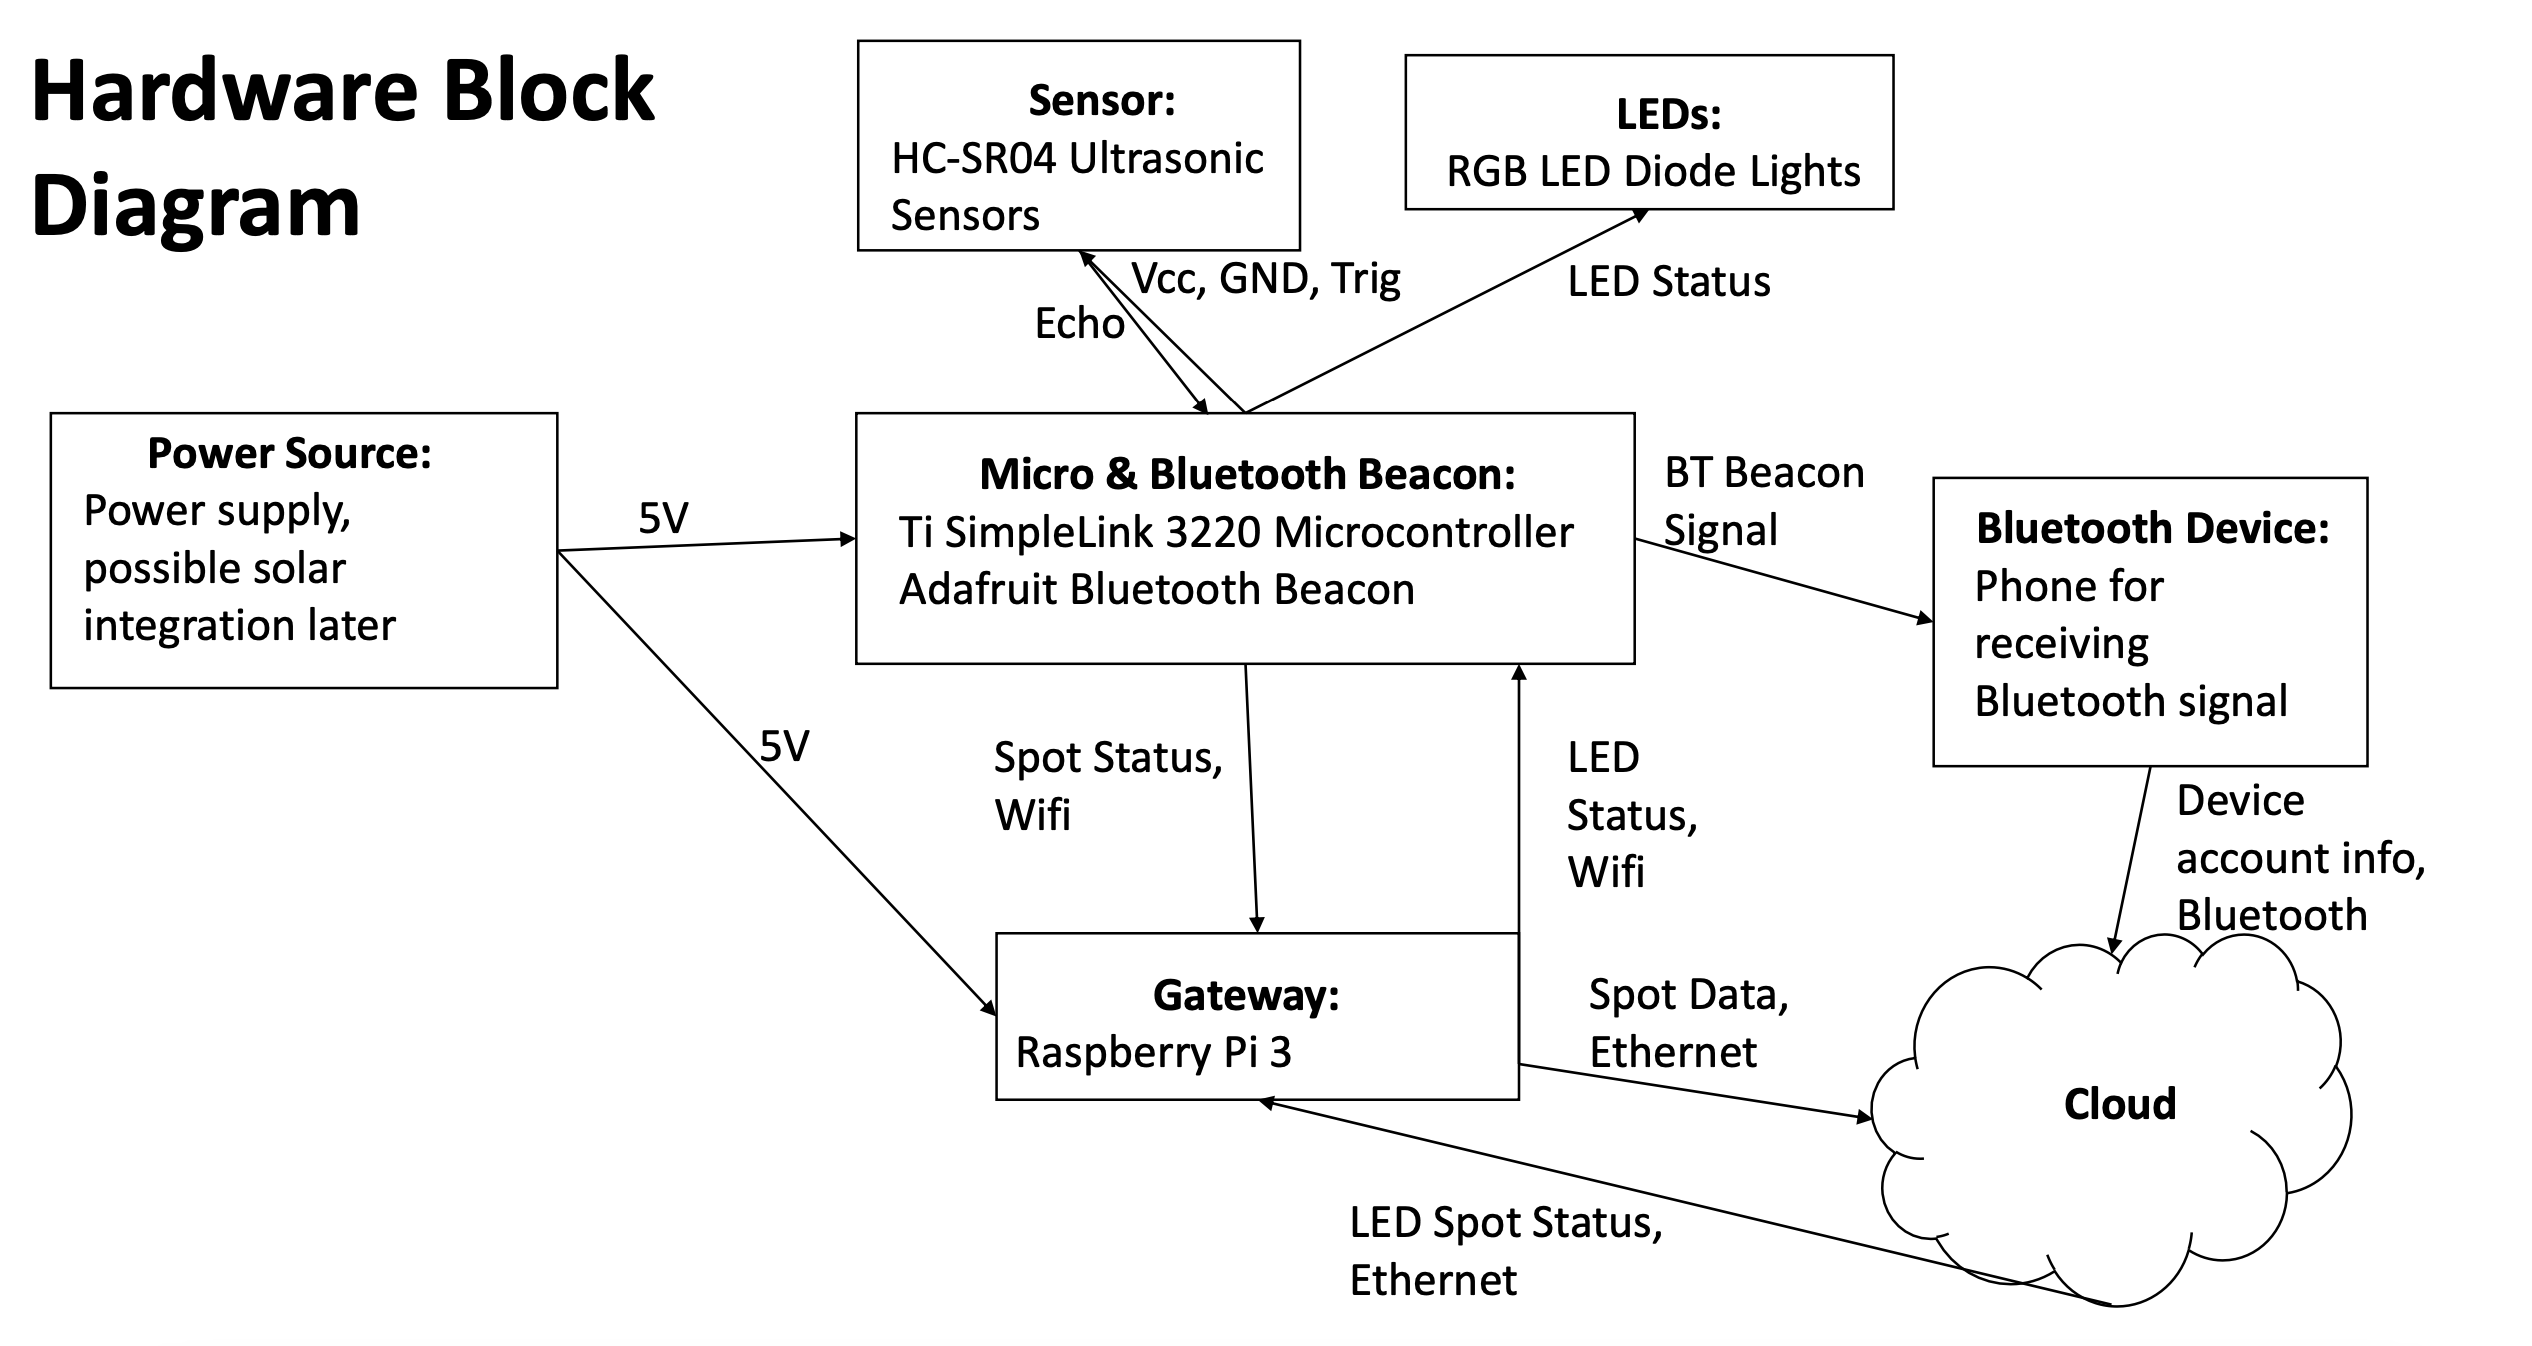 Hardware Block
Diagram
Sensor:
HC-SR04 Ultrasonic
Sensors
LEDs:
RGB LED Diode Lights
Vcc, GND, Trig
Echo
LED Status
Power Source:
Power supply,
possible solar
integration later
5V
Micro & Bluetooth Beacon:
Ti SimpleLink 3220 Microcontroller
Adafruit Bluetooth Beacon
BT Beacon
Signal
Bluetooth Device:
Phone for
receiving
Bluetooth signal
5V
Spot Status,
Wifi
LED
Status,
Wifi
Device
account info,
Bluetooth
Gateway:
Raspberry Pi 3
Spot Data,
Ethernet
Cloud
LED Spot Status,
Ethernet